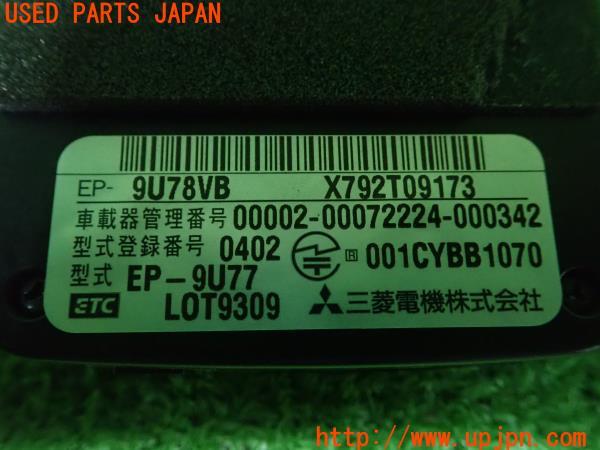 USED PARTS JAPAN
EP- 9U78VB X792T09173
車載器管理番号 00002-00072224-000342
型式登録番号 0402 R 001CYBB1070
型式 EP-9U77
ETC LOT9309 三菱電機株式会社
http://www.upjpn.com/